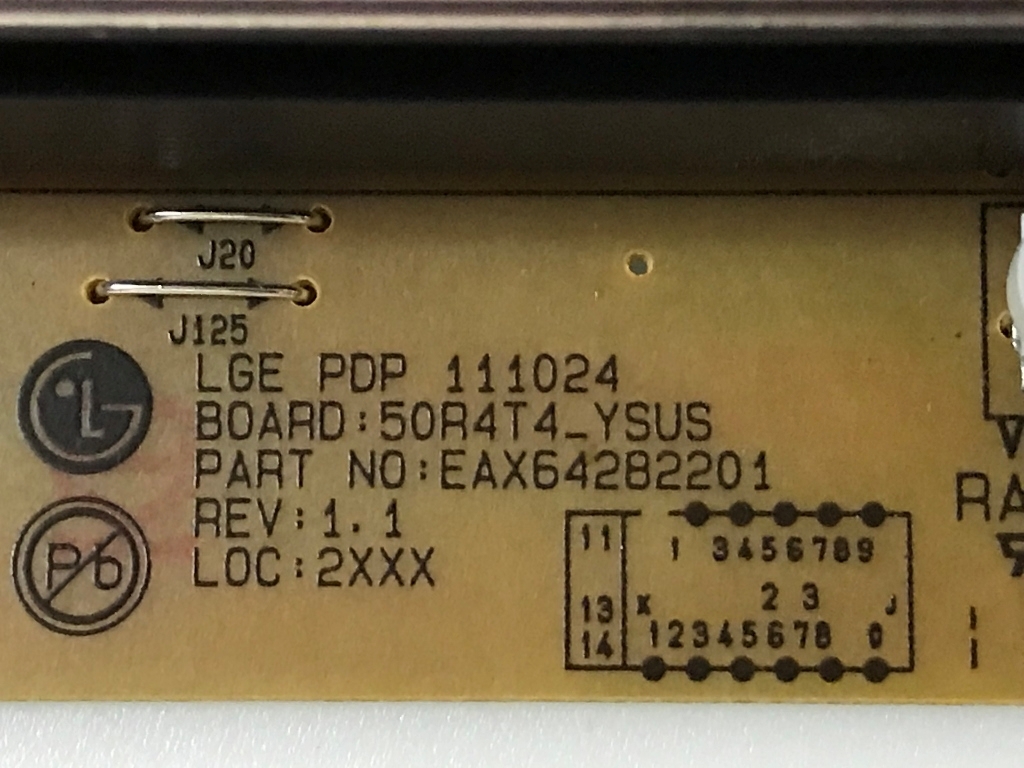 J20
J125
LGE PDP 111024
BOARD:50R4T4_YSUS
PART NO:EAX64282201
REV:1.1
LOC:2XXX
Pb
RA
11
1 3456789
13 X 2 3 J
14 12345678 0